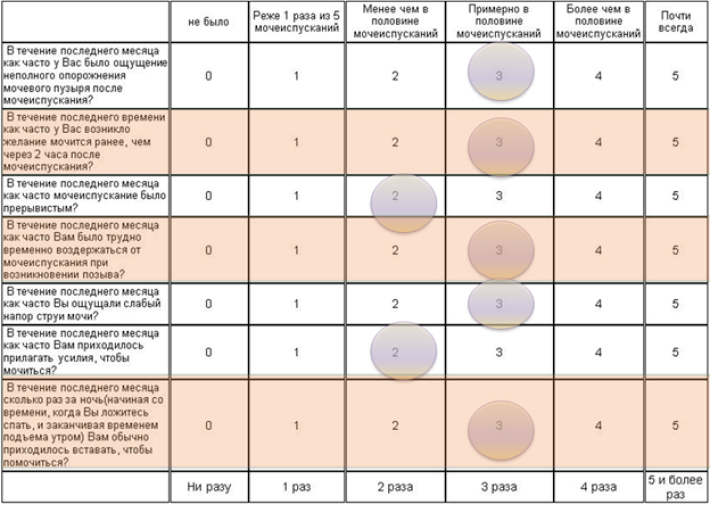 не было
Реже 1 раза из 5
мочеиспусканий
Менее чем в
половине
мочеиспусканий
Примерно в
половине
мочеиспусканий
Более чем в
половине
мочеиспусканий
Почти
всегда
В течение последнего месяца
как часто у Вас было ощущение
неполного опорожнения
мочевого пузыря после
мочеиспускания?
0 1 2 3 4 5
В течение последнего времени
как часто у Вас возникло
желание мочится ранее, чем
через 2 часа после
мочеиспускания?
0 1 2 3 4 5
В течение последнего месяца
как часто мочеиспускание было
прерывистым?
0 1 2 3 4 5
В течение последнего месяца
как часто Вам было трудно
временно воздержаться от
мочеиспускания при
возникновении позыва?
0 1 2 3 4 5
В течение последнего месяца
как часто Вы ощущали слабый
напор струи мочи?
0 1 2 3 4 5
В течение последнего месяца
как часто Вам приходилось
прилагать усилия, чтобы
мочиться?
0 1 2 3 4 5
В течение последнего месяца
сколько раз за ночь(начиная со
времени, когда Вы ложитесь
спать, и заканчивая временем
подъема утром) Вам обычно
приходилось вставать, чтобы
помочиться?
0 1 2 3 4 5
Ни разу 1 раз 2 раза 3 раза 4 раза 5 и более
раз